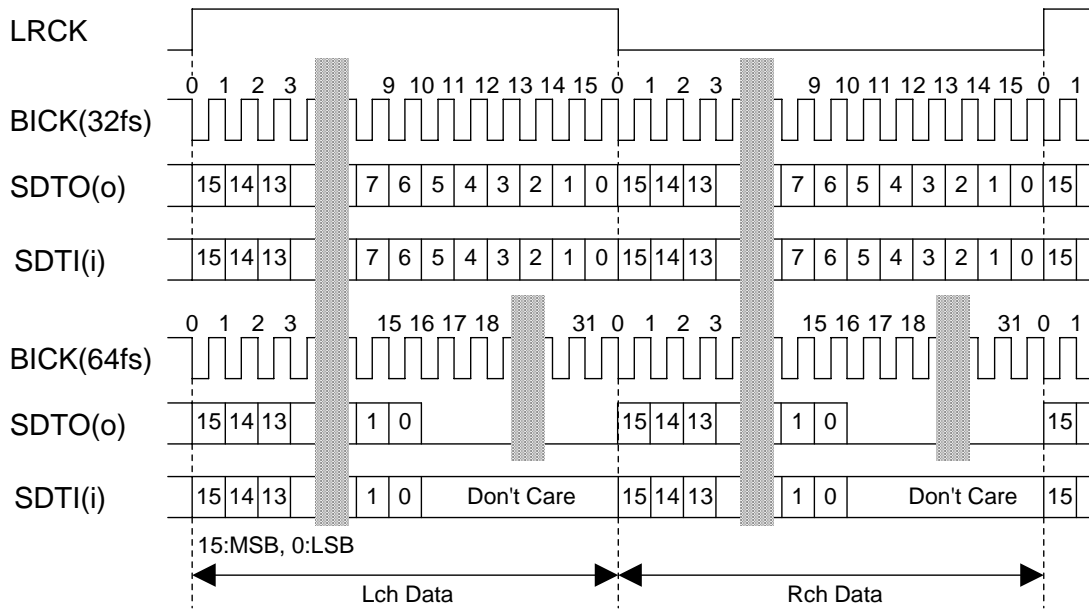 LRCK
0 1 2 3 9 10 11 12 13 14 15 0 1 2 3 9 10 11 12 13 14 15 0 1
BICK(32fs)
SDTO(o) 15 14 13 7 6 5 4 3 2 1 0 15 14 13 7 6 5 4 3 2 1 0 15
SDTI(i) 15 14 13 7 6 5 4 3 2 1 0 15 14 13 7 6 5 4 3 2 1 0 15
0 1 2 3 15 16 17 18 31 0 1 2 3 15 16 17 18 31 0 1
BICK(64fs)
SDTO(o) 15 14 13 1 0 15 14 13 1 0 15
SDTI(i) 15 14 13 1 0 Don't Care 15 14 13 1 0 Don't Care 15
15:MSB, 0:LSB
Lch Data Rch Data